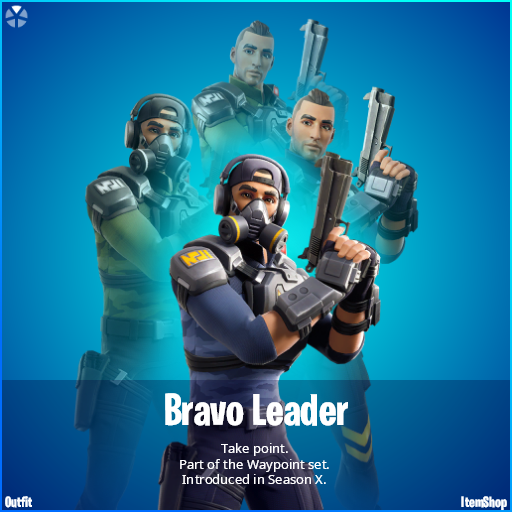 Bravo Leader
Take point.
Part of the Waypoint set.
Introduced in Season X.
Outfit
ItemShop